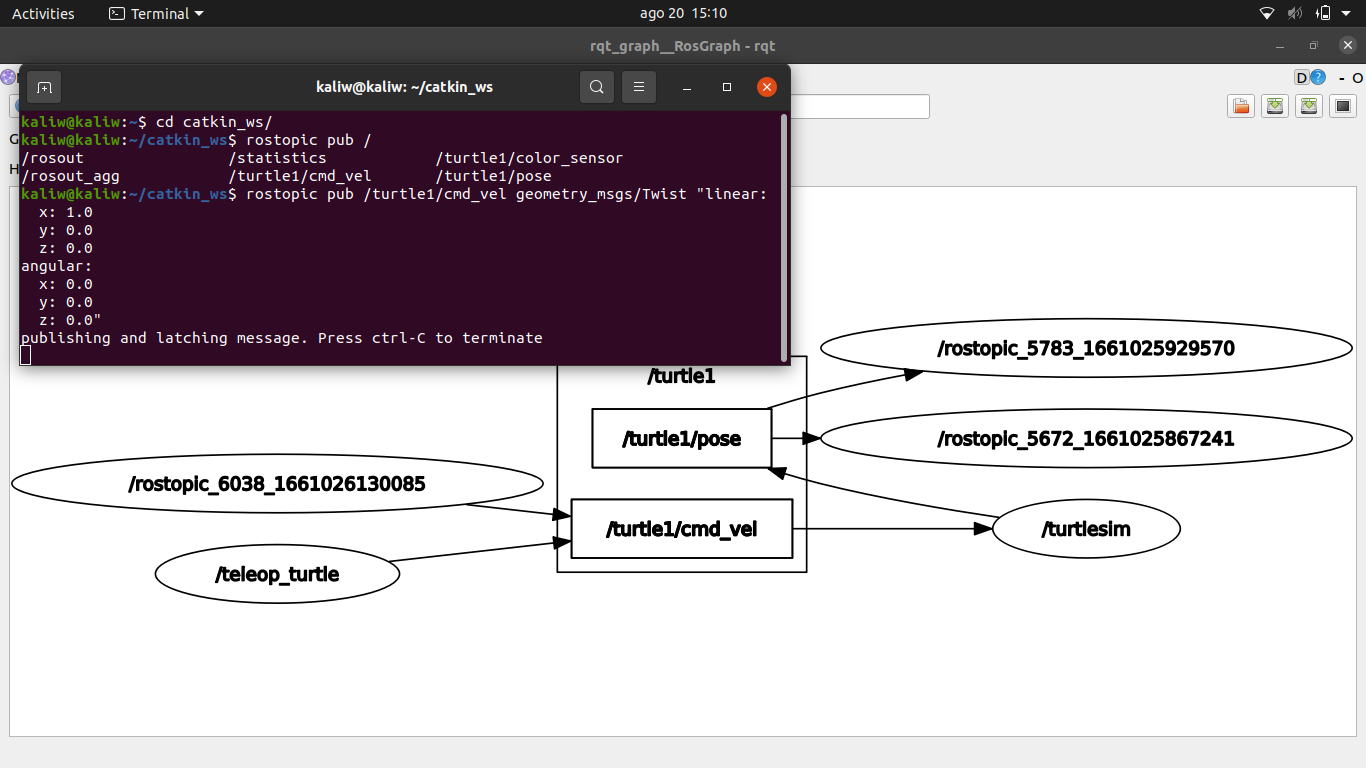 Activities Terminal ago 20 15:10
rqt_graph__RosGraph - rqt
kaliw@kaliw: ~/catkin_ws
D - O
kaliw@kaliw:~$ cd catkin_ws/
kaliw@kaliw:~/catkin_ws$ rostopic pub /
/rosout /statistics /turtle1/color_sensor
/rosout_agg /turtle1/cmd_vel /turtle1/pose
kaliw@kaliw:~/catkin_ws$ rostopic pub /turtle1/cmd_vel geometry_msgs/Twist "linear:
x: 1.0
y: 0.0
z: 0.0
angular:
x: 0.0
y: 0.0
z: 0.0"
publishing and latching message. Press ctrl-C to terminate
/turtle1
/rostopic_5783_1661025929570
/turtle1/pose
/rostopic_5672_1661025867241
/rostopic_6038_1661026130085
/turtle1/cmd_vel
/turtlesim
/teleop_turtle